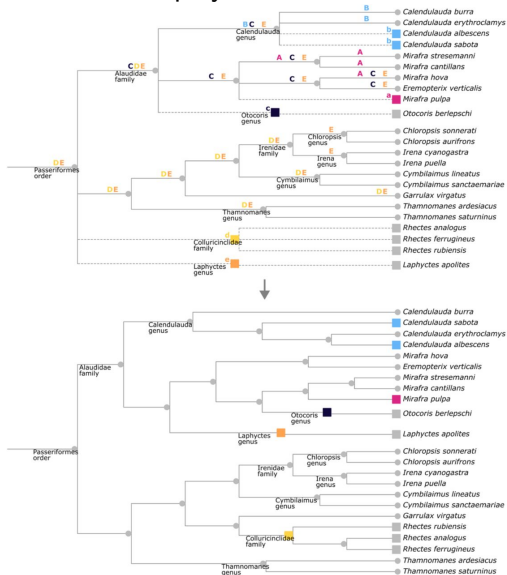 B
Calendulauda burra
B C E
B
Calendulauda erythroclamys
Calendulauda genus
b
Calendulauda albescens
C D E
b
Calendulauda sabota
Alaudidae family
A
Mirafra stresemanni
A C E
A
Mirafra cantillans
C E
A C E
Mirafra hova
C E
C E
Eremopterix verticalis
a
Mirafra pulpa
c
Otocoris genus
Otocoris berlepschi
E
Chloropsis sonnerati
D E
Chloropsis genus
Chloropsis aurifrons
Irenidae family
E
Irena cyanogastra
D E
Irena genus
Irena puella
D E
Passeriformes order
D E
Cymbilaimus lineatus
Cymbilaimus genus
Cymbilaimus sanctaemariae
D E
D E
Garrulax virgatus
D E
Thamnomanes ardesiacus
Thamnomanes genus
Thamnomanes saturninus
d
Rhectes analogus
Colluricinclidae family
Rhectes ferrugineus
Rhectes rubiensis
e
Laphyctes genus
Laphyctes apolites
Calendulauda burra
Calendulauda genus
Calendulauda sabota
Calendulauda erythroclamys
Calendulauda albescens
Alaudidae family
Mirafra hova
Eremopterix verticalis
Mirafra stresemanni
Mirafra cantillans
Mirafra pulpa
Otocoris genus
Otocoris berlepschi
Laphyctes genus
Laphyctes apolites
Passeriformes order
Chloropsis genus
Chloropsis sonnerati
Chloropsis aurifrons
Irenidae family
Irena genus
Irena cyanogastra
Irena puella
Cymbilaimus genus
Cymbilaimus lineatus
Cymbilaimus sanctaemariae
Garrulax virgatus
Colluricinclidae family
Rhectes rubiensis
Rhectes analogus
Rhectes ferrugineus
Thamnomanes genus
Thamnomanes ardesiacus
Thamnomanes saturninus